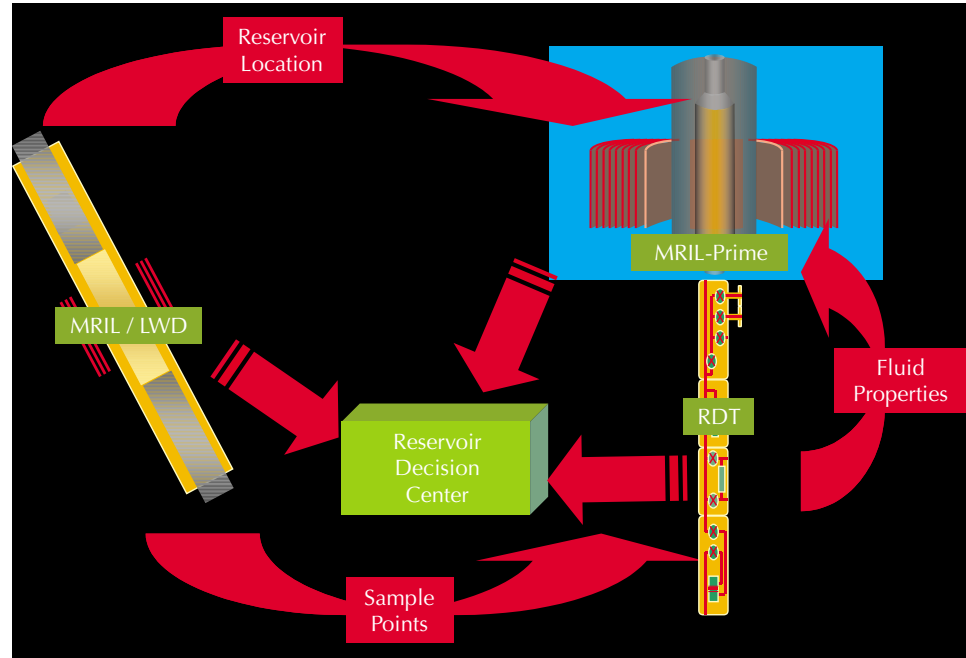 Reservoir
Location
MRIL-Prime
MRIL / LWD
Fluid
Properties
RDT
Reservoir
Decision
Center
Sample
Points